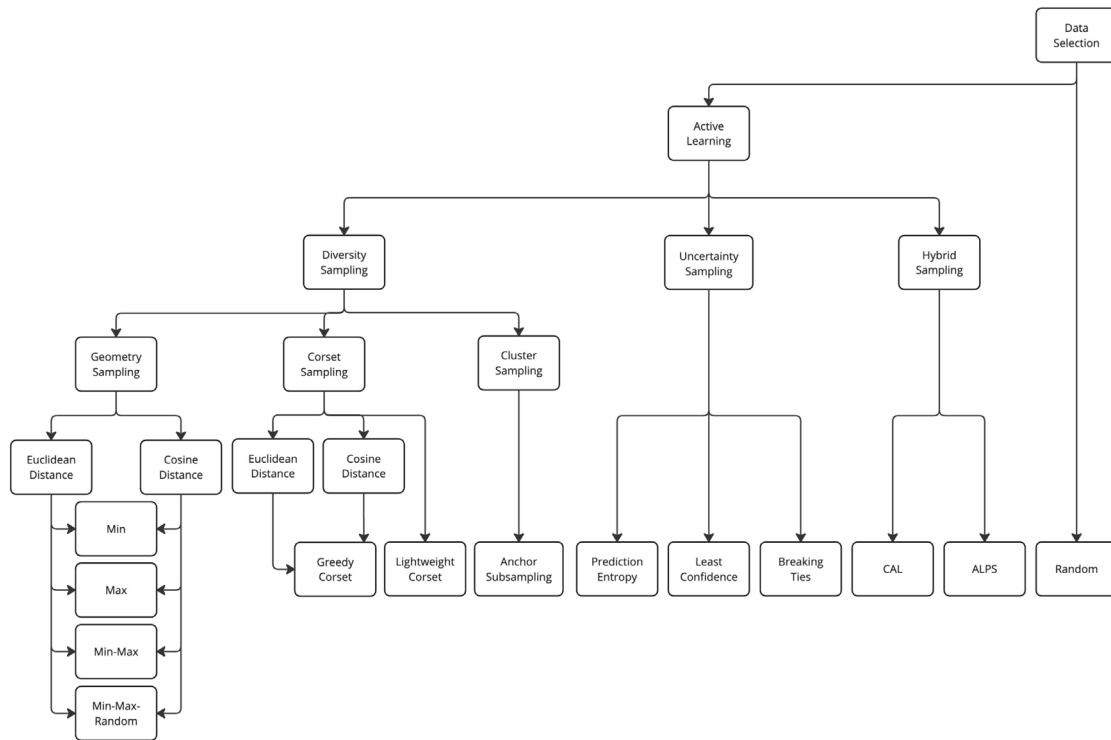 Data
Selection
Active
Learning
Diversity
Sampling
Uncertainty
Sampling
Hybrid
Sampling
Geometry
Sampling
Corset
Sampling
Cluster
Sampling
Euclidean
Distance
Cosine
Distance
Euclidean
Distance
Cosine
Distance
Min
Max
Min-Max
Min-Max-
Random
Greedy
Corset
Lightweight
Corset
Anchor
Subsampling
Prediction
Entropy
Least
Confidence
Breaking
Ties
CAL
ALPS
Random